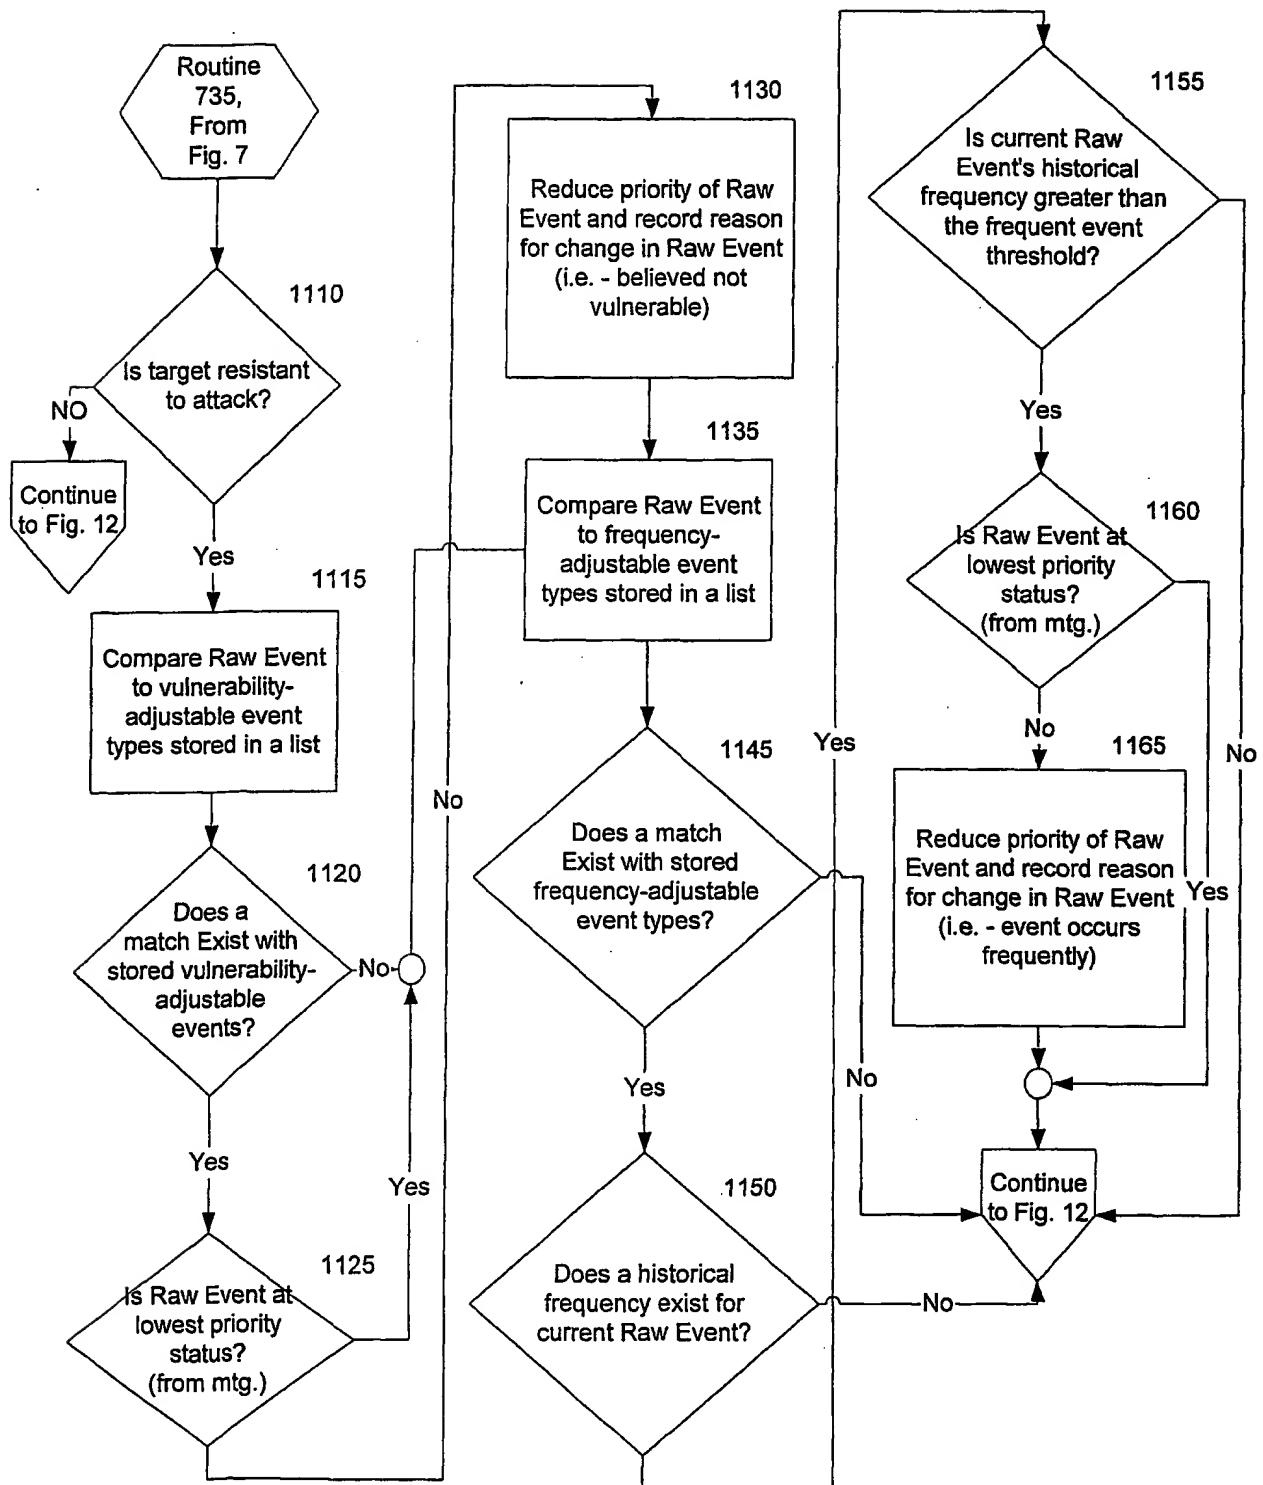 Routine
735,
From
Fig. 7
1110
Is target resistant
to attack?
NO
Continue
to Fig. 12
Yes
1115
Compare Raw Event
to vulnerability-
adjustable event
types stored in a list
1120
Does a
match Exist with
stored vulnerability-
adjustable
events?
No
Yes
Yes
1125
Is Raw Event at
lowest priority
status?
(from mtg.)
No
1130
Reduce priority of Raw
Event and record reason
for change in Raw Event
(i.e. - believed not
vulnerable)
1135
Compare Raw Event
to frequency-
adjustable event
types stored in a list
1145
Does a match
Exist with stored
frequency-adjustable
event types?
No
Yes
1150
Does a historical
frequency exist for
current Raw Event?
No
Yes
1155
Is current Raw
Event's historical
frequency greater than
the frequent event
threshold?
Yes
No
1160
Is Raw Event at
lowest priority
status?
(from mtg.)
No
Yes
1165
Reduce priority of Raw
Event and record reason
for change in Raw Event
(i.e. - event occurs
frequently)
Continue
to Fig. 12